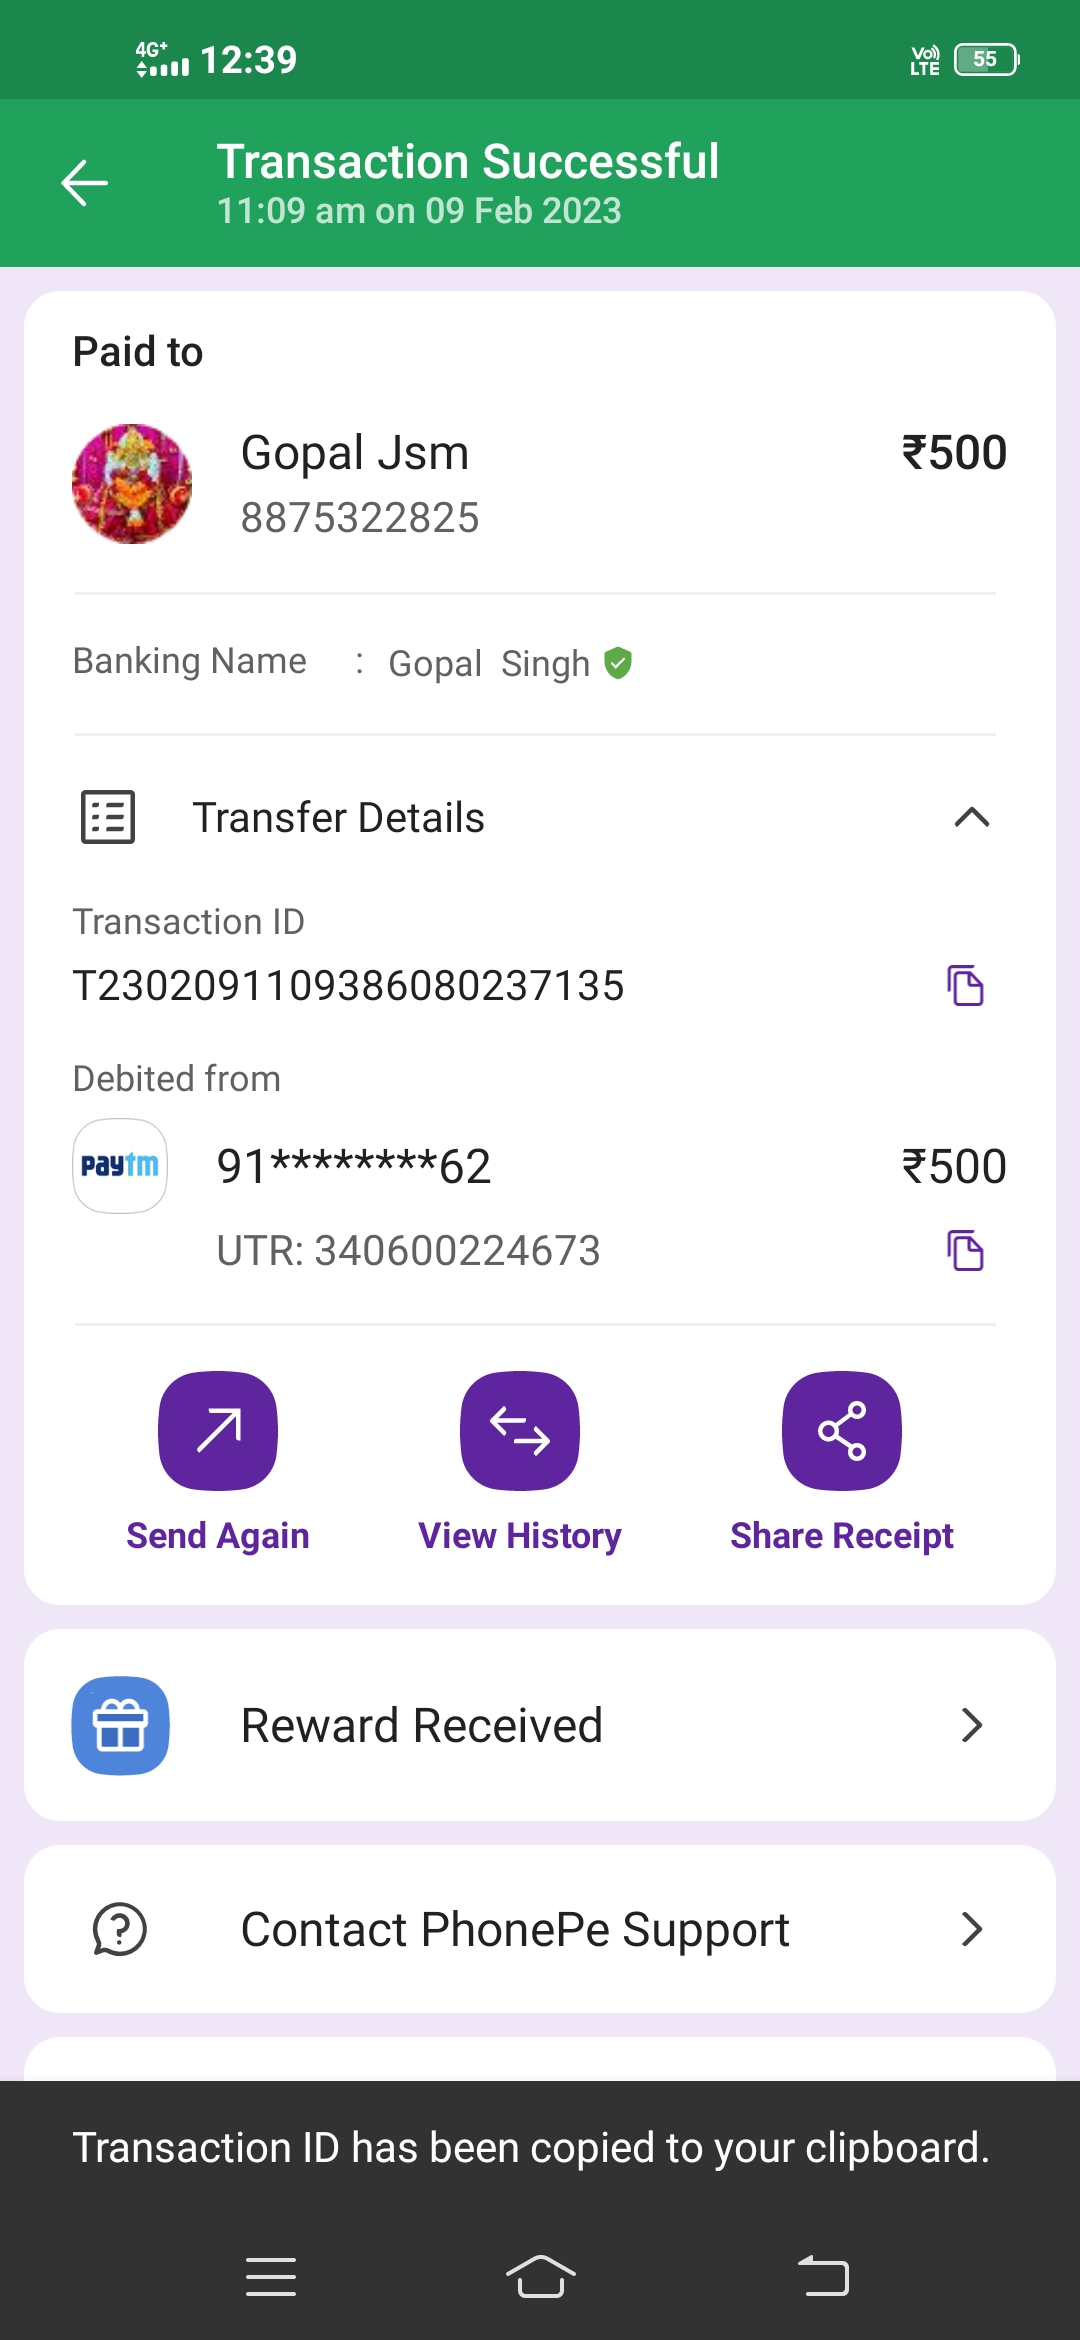 4G+ 12:39 Vo)) LTE 55
Transaction Successful
11:09 am on 09 Feb 2023
Paid to
Gopal Jsm ₹500
8875322825
Banking Name : Gopal Singh
Transfer Details
Transaction ID
T2302091109386080237135
Debited from
paytm 91********62 ₹500
UTR: 340600224673
Send Again View History Share Receipt
Reward Received
Contact PhonePe Support
Transaction ID has been copied to your clipboard.